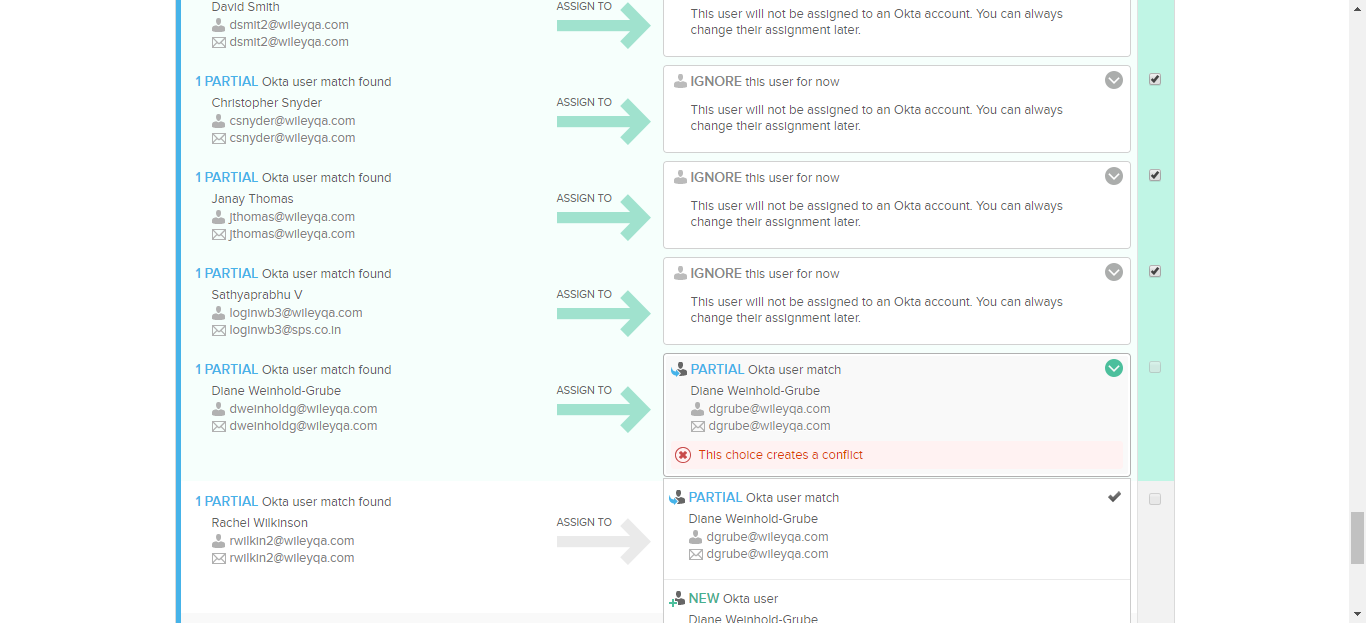 David Smith
dsmit2@wileyqa.com
dsmit2@wileyqa.com
ASSIGN TO
This user will not be assigned to an Okta account. You can always
change their assignment later.
1 PARTIAL Okta user match found
Christopher Snyder
csnyder@wileyqa.com
csnyder@wileyqa.com
ASSIGN TO
IGNORE this user for now
This user will not be assigned to an Okta account. You can always
change their assignment later.
1 PARTIAL Okta user match found
Janay Thomas
jthomas@wileyqa.com
jthomas@wileyqa.com
ASSIGN TO
IGNORE this user for now
This user will not be assigned to an Okta account. You can always
change their assignment later.
1 PARTIAL Okta user match found
Sathyaprabhu V
loginwb3@wileyqa.com
loginwb3@sps.co.in
ASSIGN TO
IGNORE this user for now
This user will not be assigned to an Okta account. You can always
change their assignment later.
1 PARTIAL Okta user match found
Diane Weinhold-Grube
dweinholdg@wileyqa.com
dweinholdg@wileyqa.com
ASSIGN TO
PARTIAL Okta user match
Diane Weinhold-Grube
dgrube@wileyqa.com
dgrube@wileyqa.com
This choice creates a conflict
1 PARTIAL Okta user match found
Rachel Wilkinson
rwilkin2@wileyqa.com
rwilkin2@wileyqa.com
ASSIGN TO
PARTIAL Okta user match
Diane Weinhold-Grube
dgrube@wileyqa.com
dgrube@wileyqa.com
NEW Okta user
Diane Weinhold-Grube